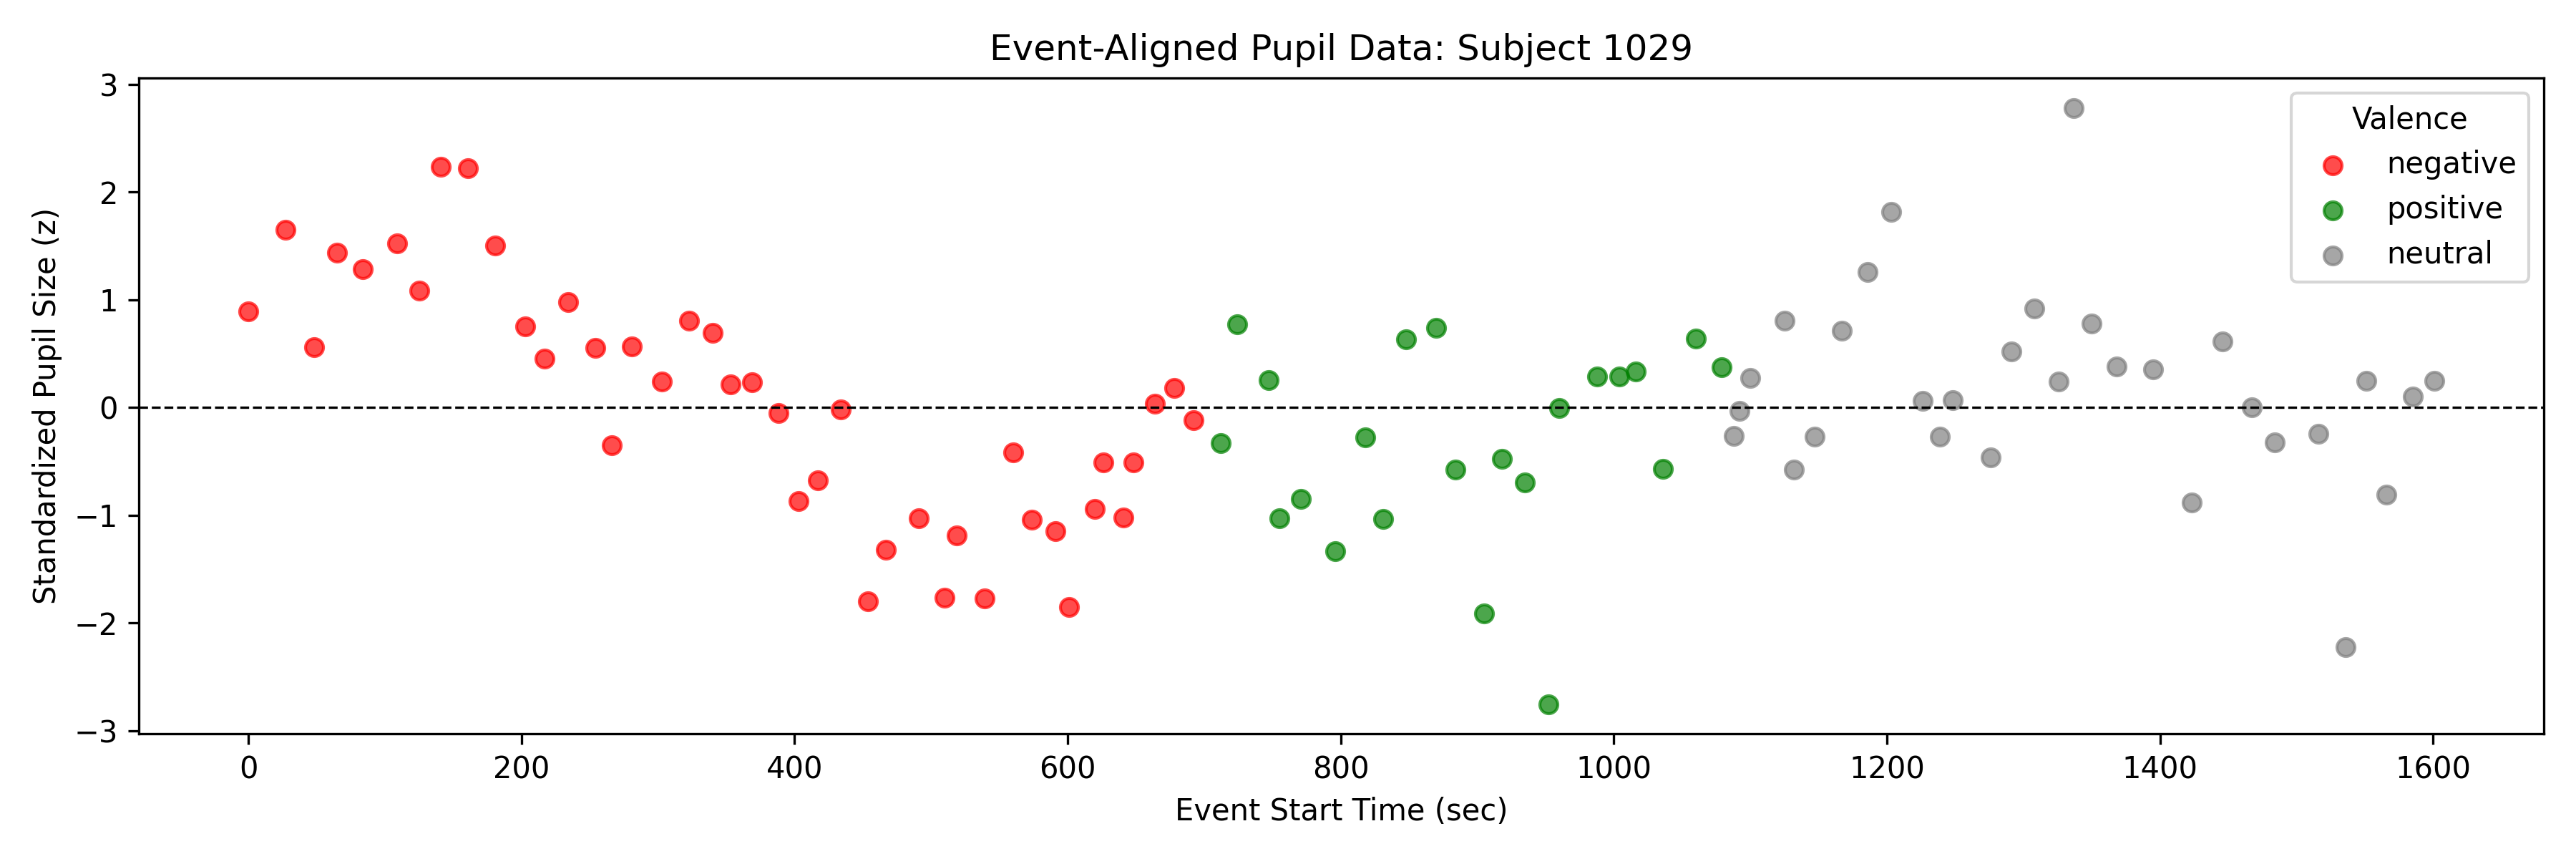 Event-Aligned Pupil Data: Subject 1029
Standardized Pupil Size (z)
3
2
1
0
−1
−2
−3
Valence
negative
positive
neutral
0 200 400 600 800 1000 1200 1400 1600
Event Start Time (sec)